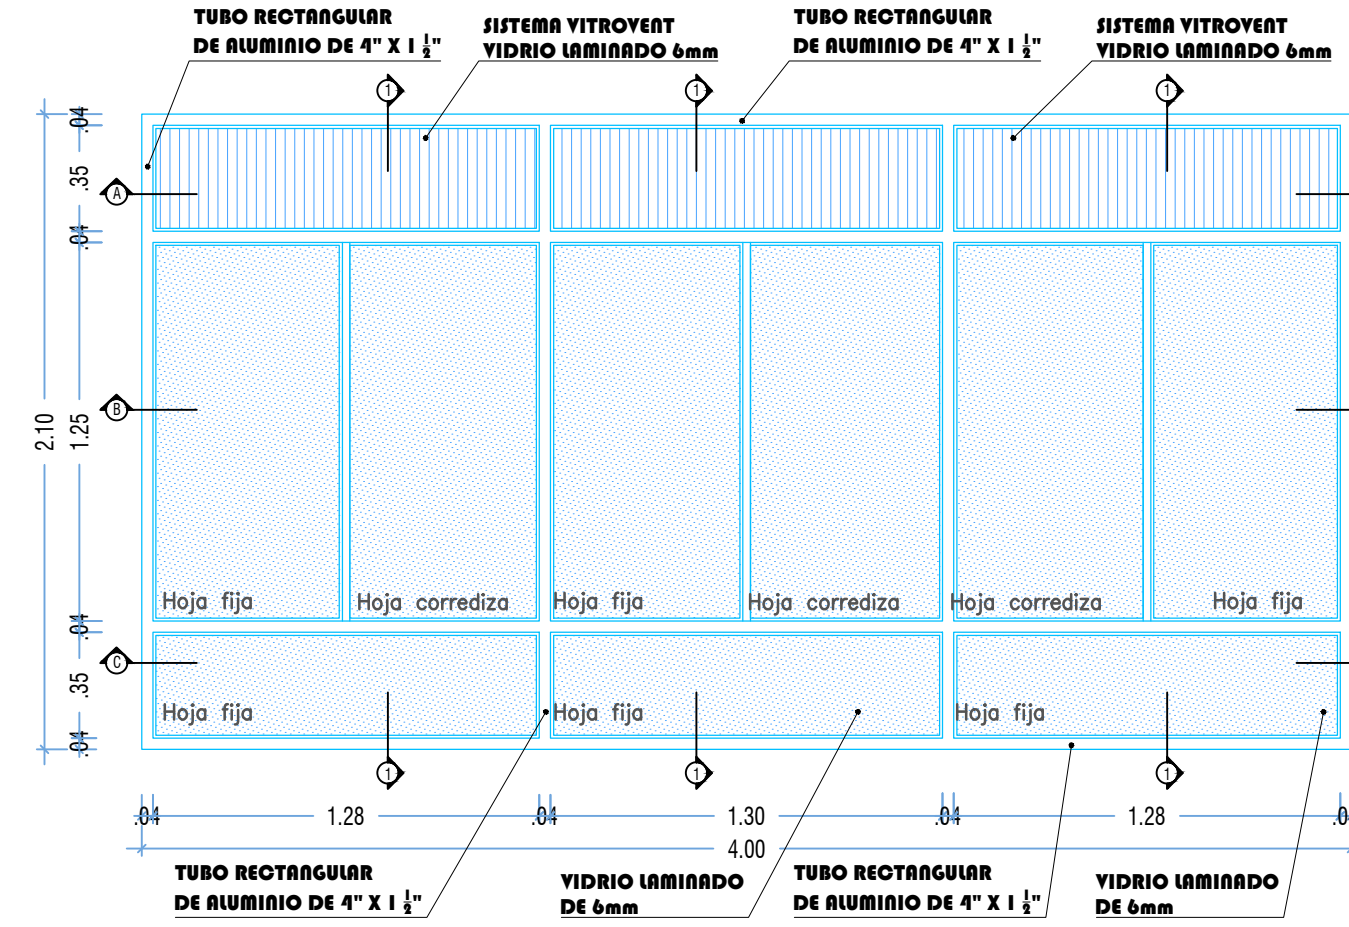 TUBO RECTANGULAR
DE ALUMINIO DE 4" X 1 1/2"
SISTEMA VITROVENT
VIDRIO LAMINADO 6mm
TUBO RECTANGULAR
DE ALUMINIO DE 4" X 1 1/2"
SISTEMA VITROVENT
VIDRIO LAMINADO 6mm
1
1
1
.04
.35
A
.04
2.10
1.25
B
Hoja fija
Hoja corrediza
Hoja fija
Hoja corrediza
Hoja corrediza
Hoja fija
.04
C
.35
Hoja fija
Hoja fija
Hoja fija
.04
1
1
1
.04
1.28
.04
1.30
.04
1.28
4.00
TUBO RECTANGULAR
DE ALUMINIO DE 4" X 1 1/2"
VIDRIO LAMINADO
DE 6mm
TUBO RECTANGULAR
DE ALUMINIO DE 4" X 1 1/2"
VIDRIO LAMINADO
DE 6mm